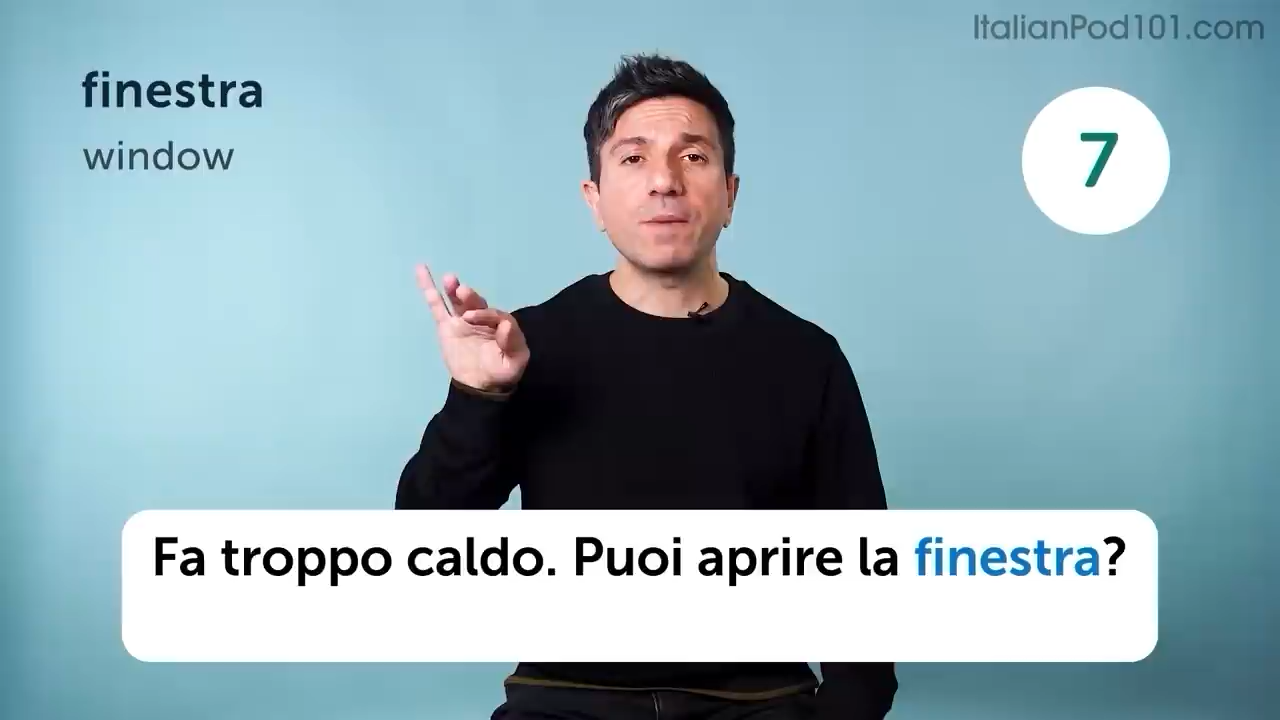 ItalianPod101.com
finestra
window
7
Fa troppo caldo. Puoi aprire la finestra?